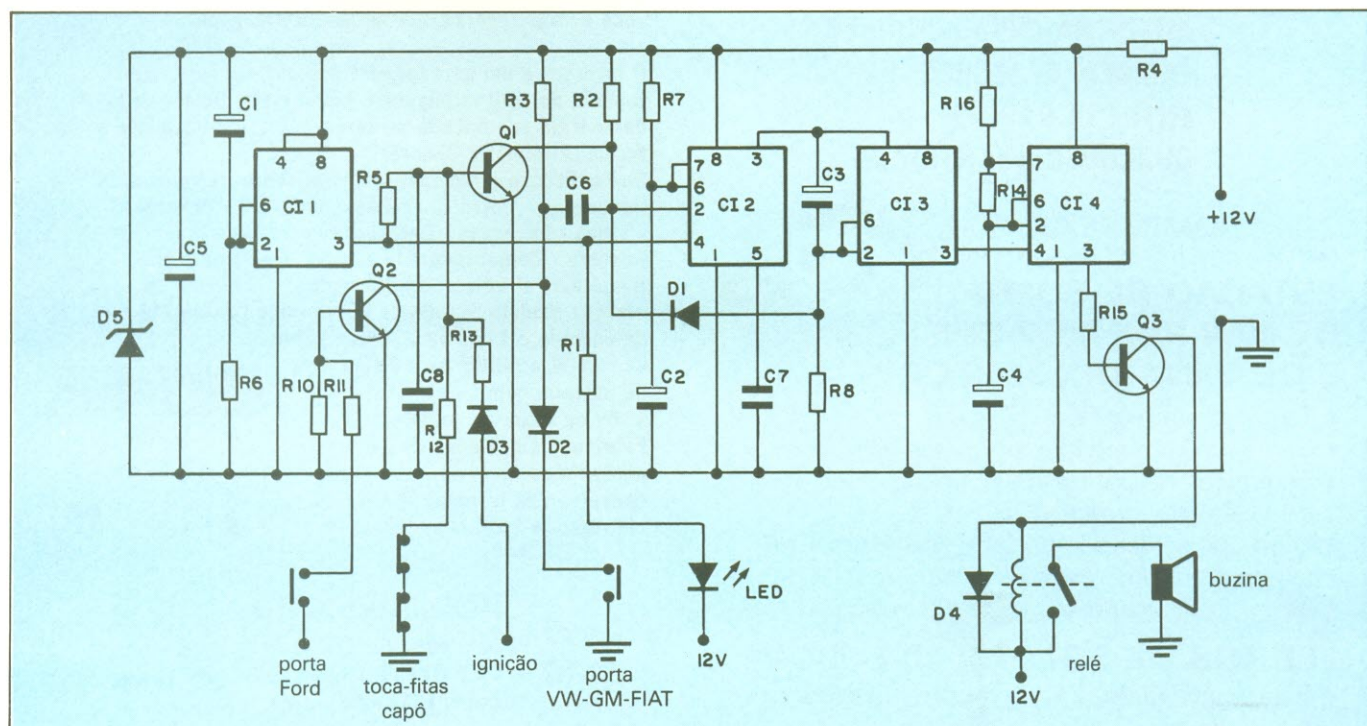 R4
C1
R3
R2
R7
R16
Q1
4 8
8 3
4 8
7 8
R5
C6
7
6
2
CI 2
C3
R14
6
2
CI 4
6
2
CI 1
CI 3
6
2
C5
1 3
4
1 5
1 3
4
1 3
+12V
Q2
D1
D5
R15
Q3
R13
R1
R6
R10
R11
C8
R
12
D3
D2
C2
C7
R8
C4
LED
D4
buzina
12V
12V
relé
porta
Ford
toca-fitas
capô
ignição
porta
VW-GM-FIAT